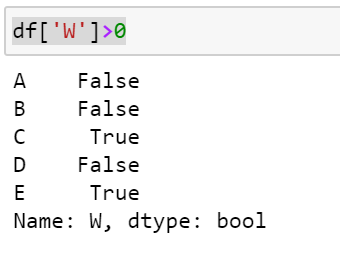 df['W']>0
A    False
B    False
C     True
D    False
E     True
Name: W, dtype: bool